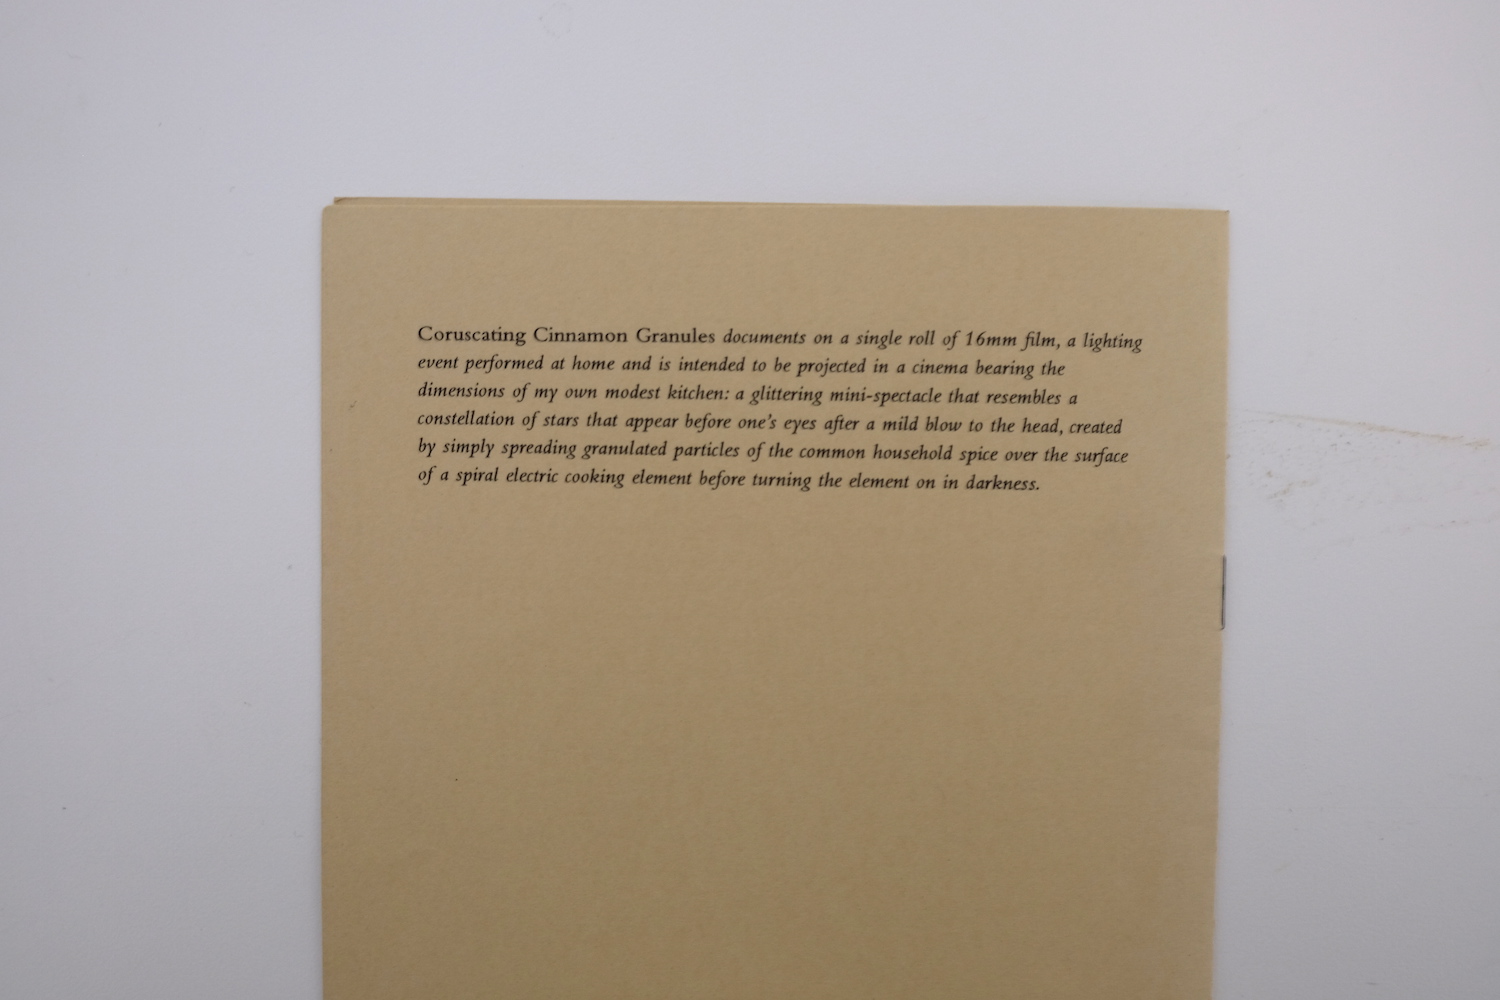 Coruscating Cinnamon Granules documents on a single roll of 16mm film, a lighting
event performed at home and is intended to be projected in a cinema bearing the
dimensions of my own modest kitchen: a glittering mini-spectacle that resembles a
constellation of stars that appear before one's eyes after a mild blow to the head, created
by simply spreading granulated particles of the common household spice over the surface
of a spiral electric cooking element before turning the element on in darkness.